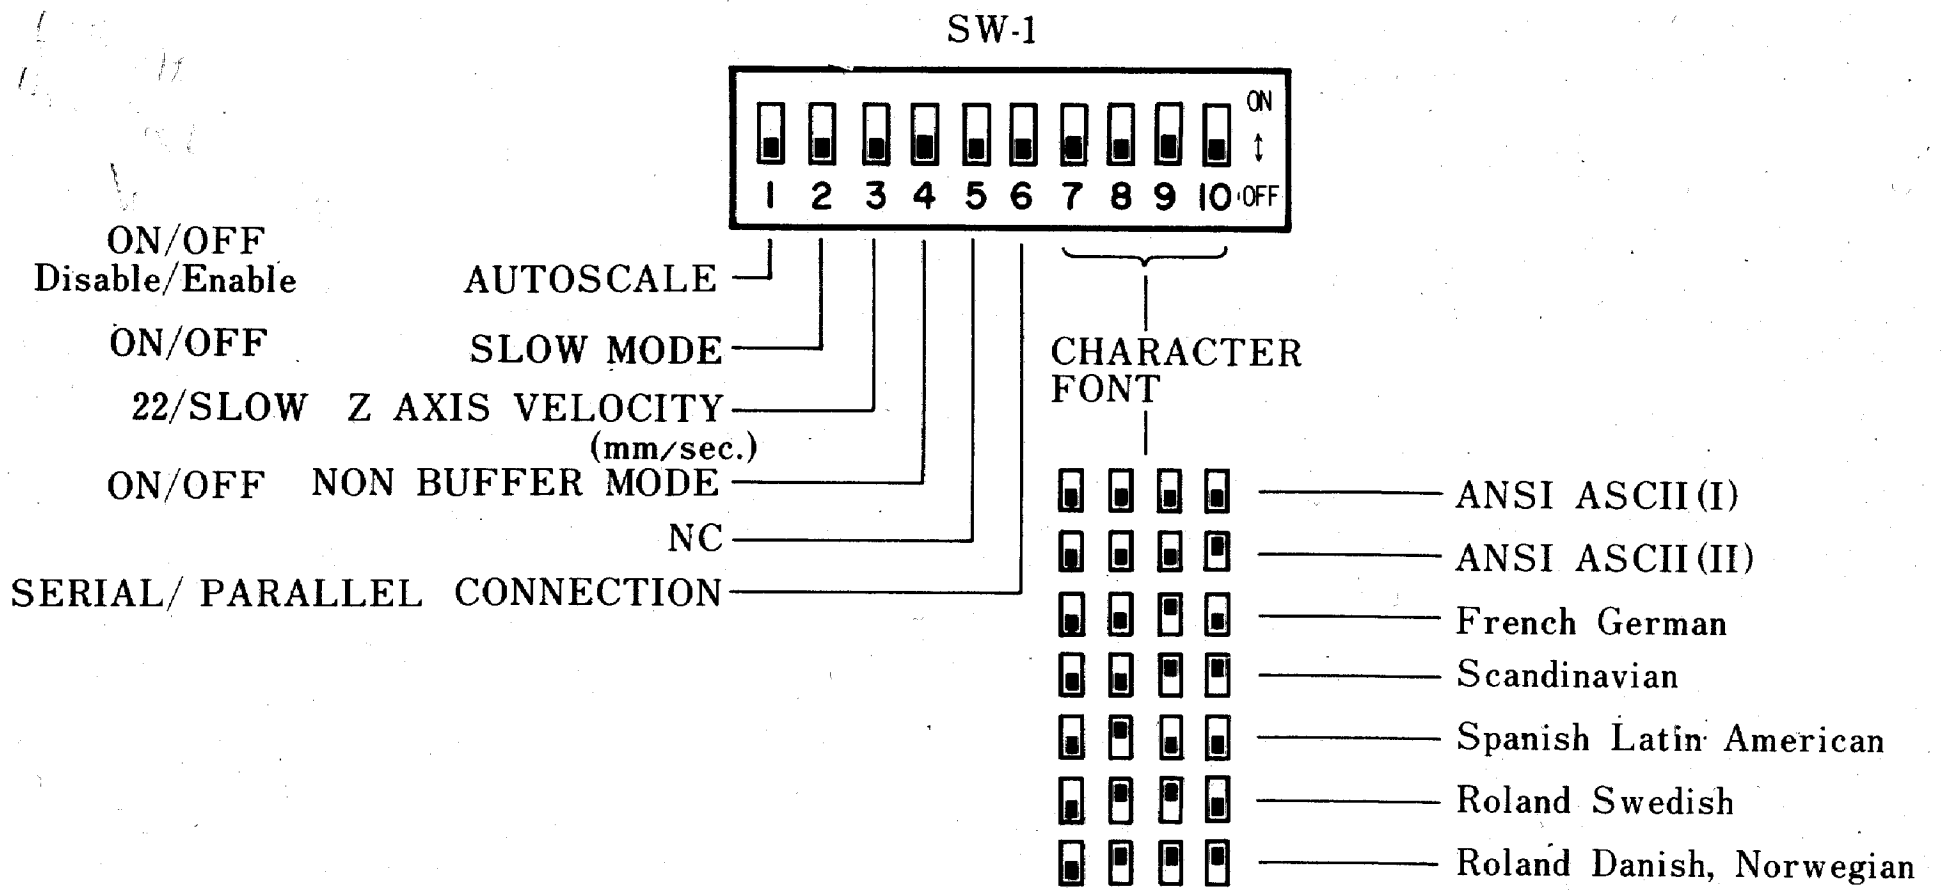 SW-1
ON
1 2 3 4 5 6 7 8 9 10 OFF
ON/OFF
Disable/Enable AUTOSCALE
ON/OFF SLOW MODE
22/SLOW Z AXIS VELOCITY
(mm/sec.)
ON/OFF NON BUFFER MODE
NC
SERIAL/PARALLEL CONNECTION
CHARACTER
FONT
ANSI ASCII(I)
ANSI ASCII(II)
French German
Scandinavian
Spanish Latin American
Roland Swedish
Roland Danish, Norwegian